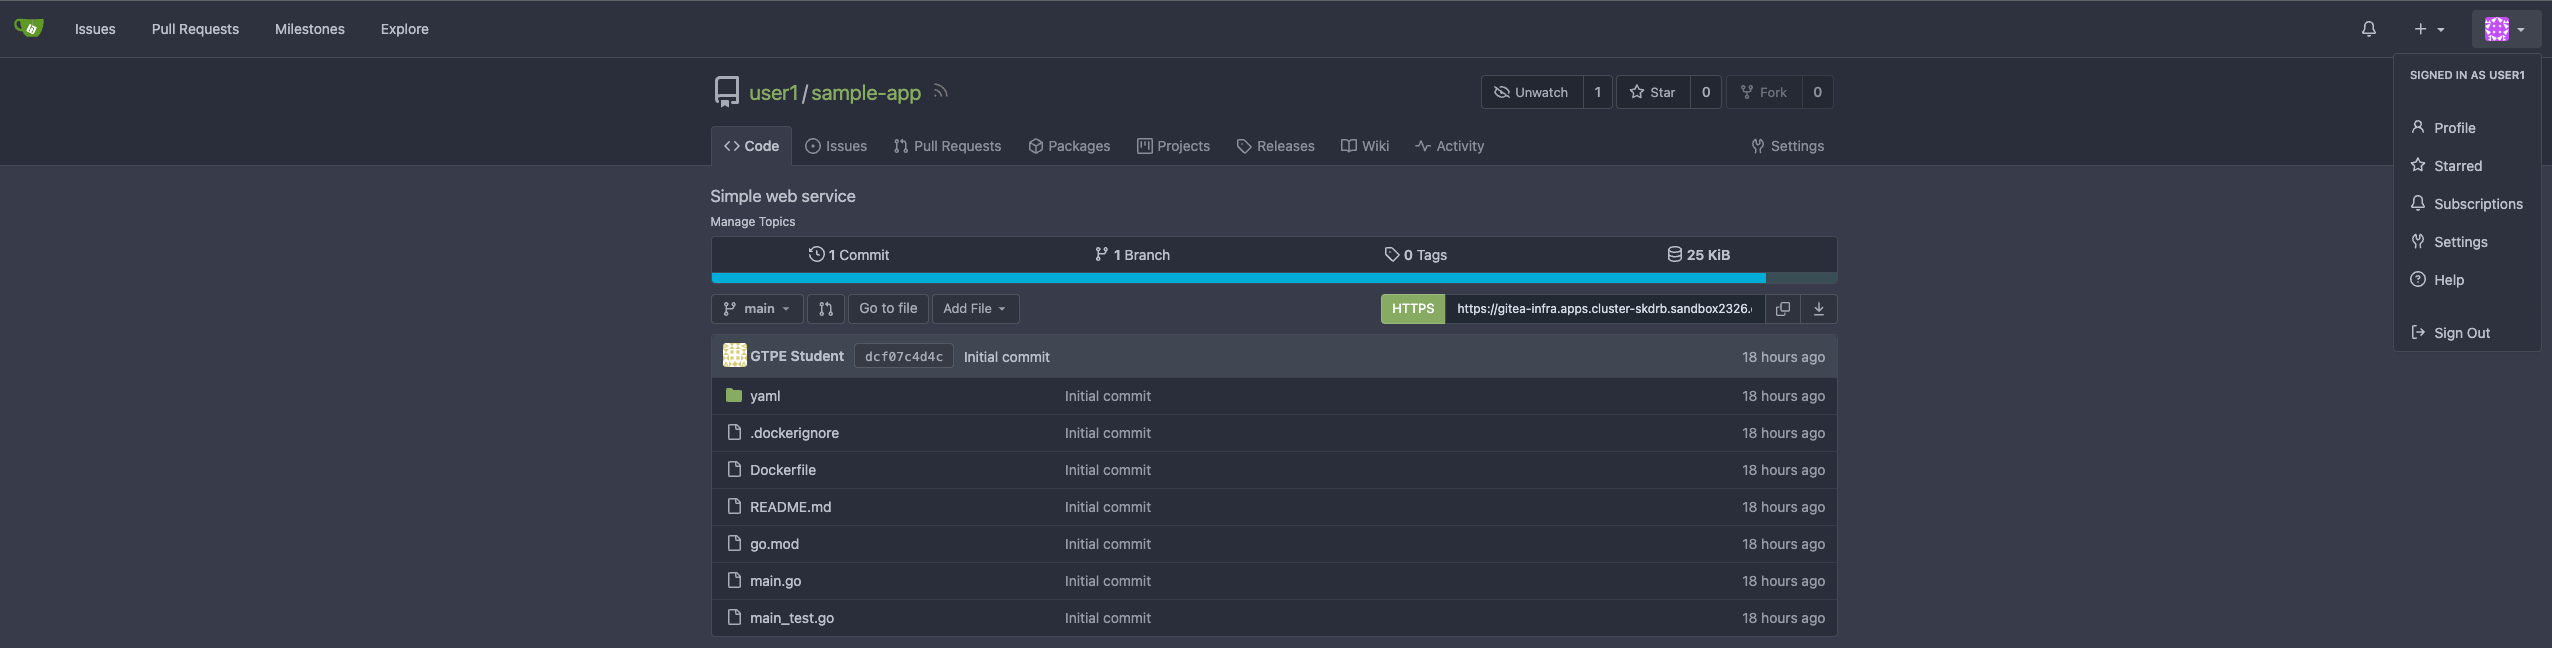 Issues Pull Requests Milestones Explore
SIGNED IN AS USER1
Profile
Starred
Subscriptions
Settings
Help
Sign Out
user1/sample-app
Unwatch 1 Star 0 Fork 0
Code Issues Pull Requests Packages Projects Releases Wiki Activity Settings
Simple web service
Manage Topics
1 Commit 1 Branch 0 Tags 25 KiB
main Go to file Add File HTTPS https://gitea-infra.apps.cluster-skdrb.sandbox2326.
GTPE Student dcf07c4d4c Initial commit 18 hours ago
yaml Initial commit 18 hours ago
.dockerignore Initial commit 18 hours ago
Dockerfile Initial commit 18 hours ago
README.md Initial commit 18 hours ago
go.mod Initial commit 18 hours ago
main.go Initial commit 18 hours ago
main_test.go Initial commit 18 hours ago